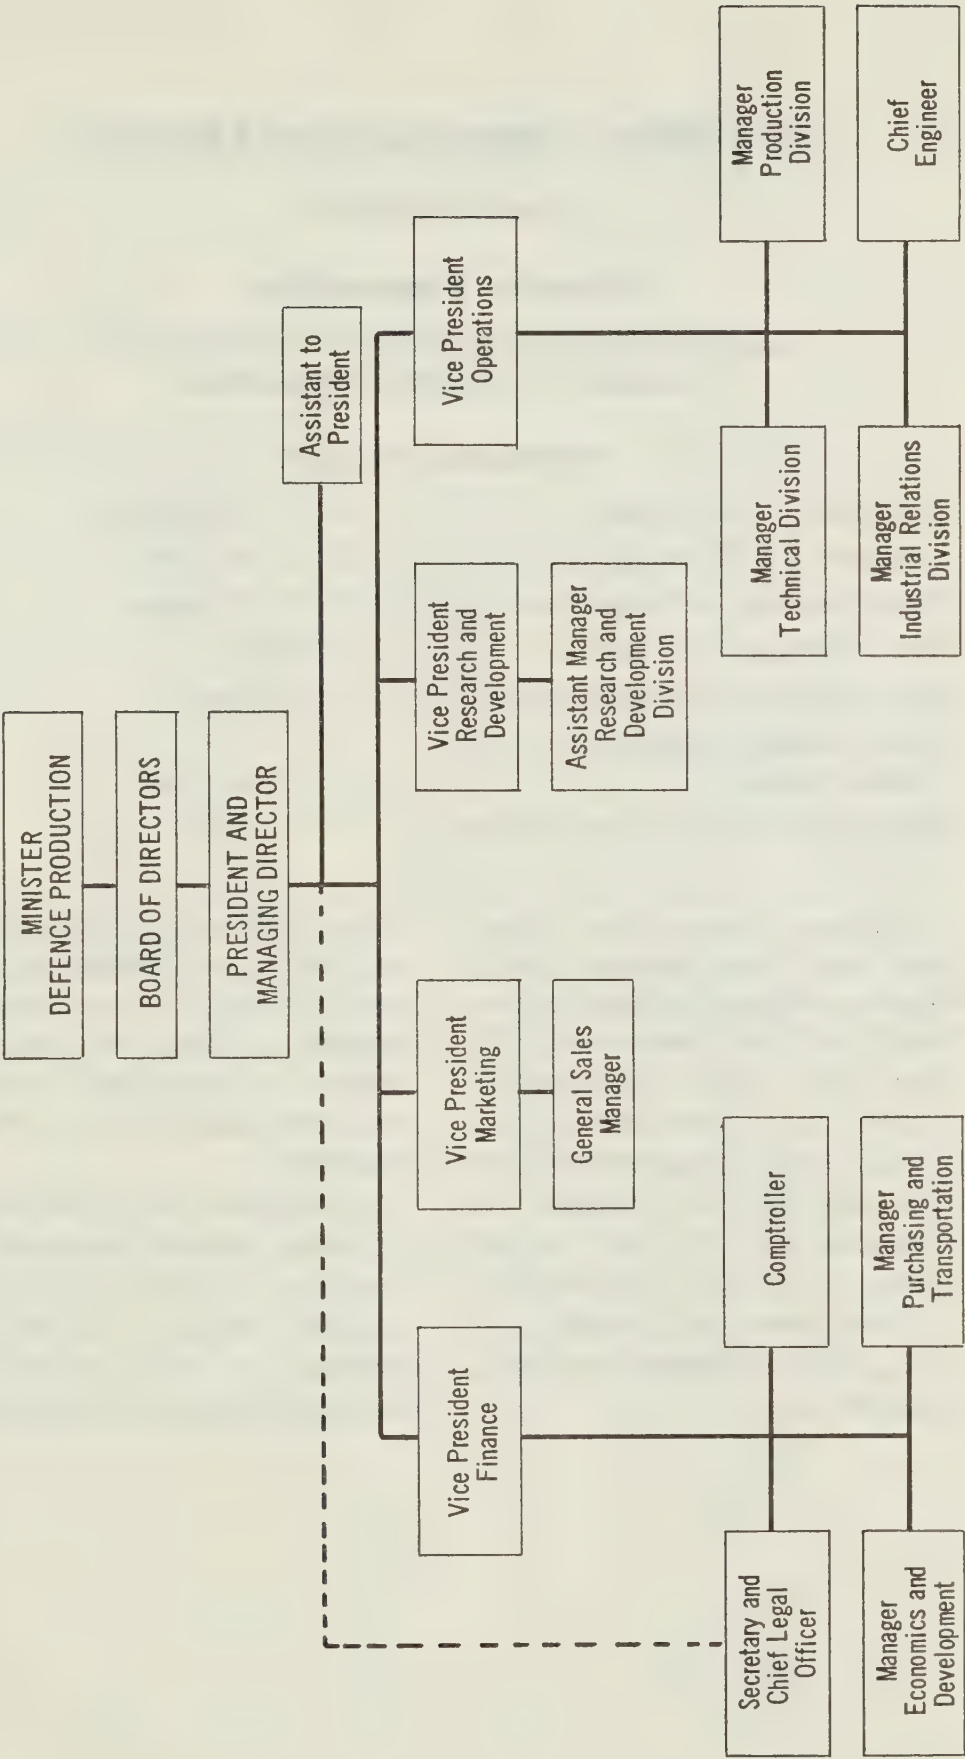 MINISTER
DEFENCE PRODUCTION
BOARD OF DIRECTORS
PRESIDENT AND
MANAGING DIRECTOR
Assistant to
President
Vice President
Finance
Vice President
Marketing
Vice President
Research and
Development
Vice President
Operations
General Sales
Manager
Assistant Manager
Research and
Development
Division
Secretary and
Chief Legal
Officer
Comptroller
Manager
Technical Division
Manager
Production
Division
Manager
Economics and
Development
Manager
Purchasing and
Transportation
Manager
Industrial Relations
Division
Chief
Engineer